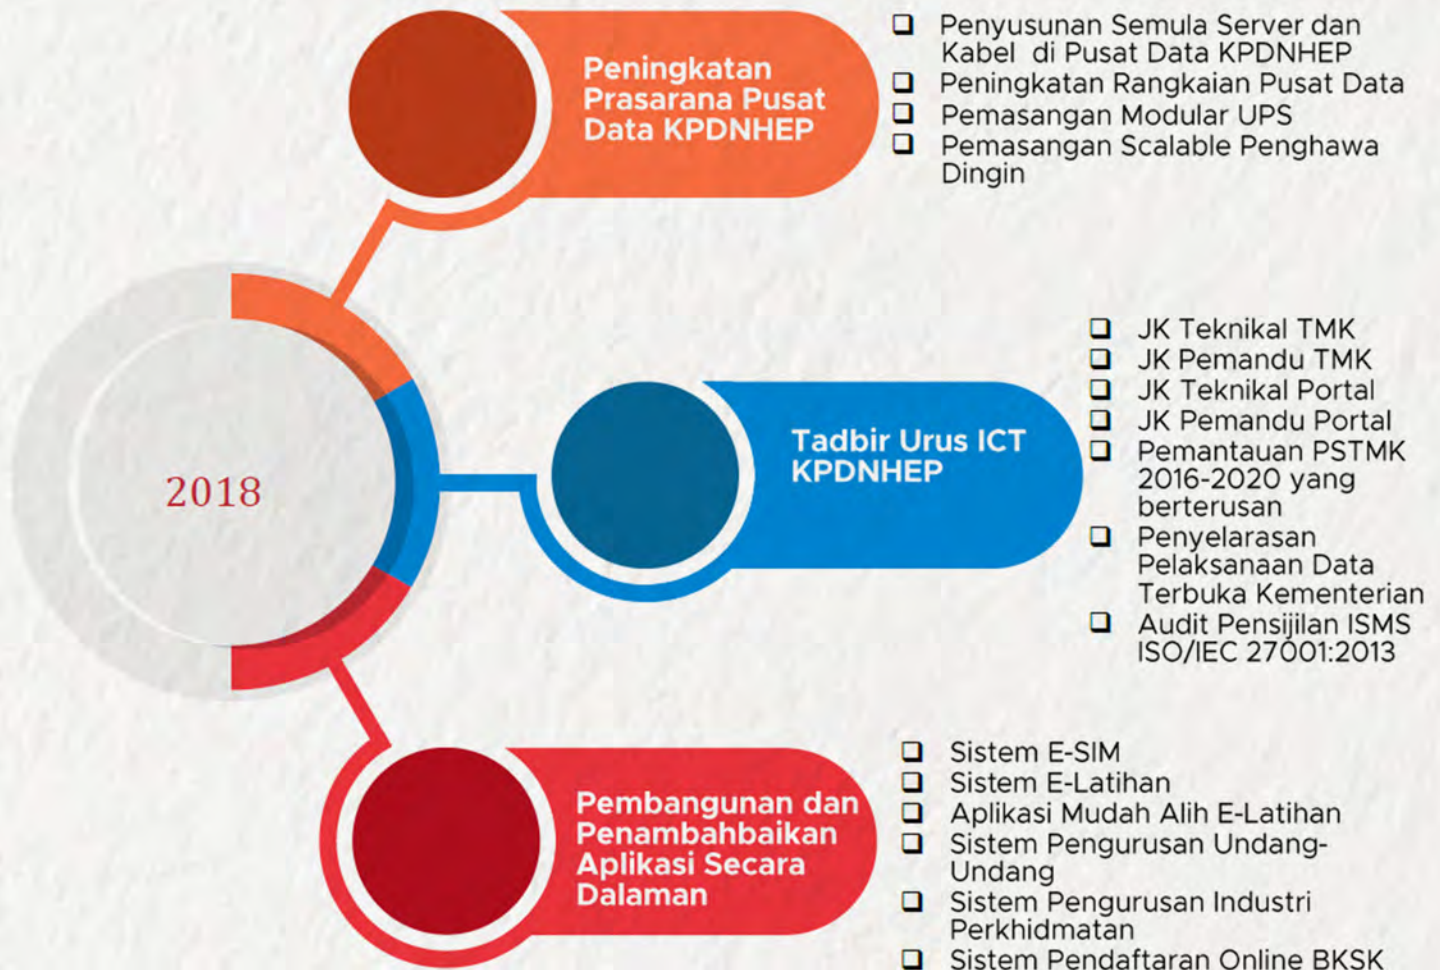 Peningkatan
Prasarana Pusat
Data KPDNHEP
❑ Penyusunan Semula Server dan
Kabel di Pusat Data KPDNHEP
❑ Peningkatan Rangkaian Pusat Data
❑ Pemasangan Modular UPS
❑ Pemasangan Scalable Penghawa
Dingin
2018
Tadbir Urus ICT
KPDNHEP
❑ JK Teknikal TMK
❑ JK Pemandu TMK
❑ JK Teknikal Portal
❑ JK Pemandu Portal
❑ Pemantauan PSTMK
2016-2020 yang
berterusan
❑ Penyelarasan
Pelaksanaan Data
Terbuka Kementerian
❑ Audit Pensijilan ISMS
ISO/IEC 27001:2013
Pembangunan dan
Penambahbaikan
Aplikasi Secara
Dalaman
❑ Sistem E-SIM
❑ Sistem E-Latihan
❑ Aplikasi Mudah Alih E-Latihan
❑ Sistem Pengurusan Undang-
Undang
❑ Sistem Pengurusan Industri
Perkhidmatan
❑ Sistem Pendaftaran Online BKSK